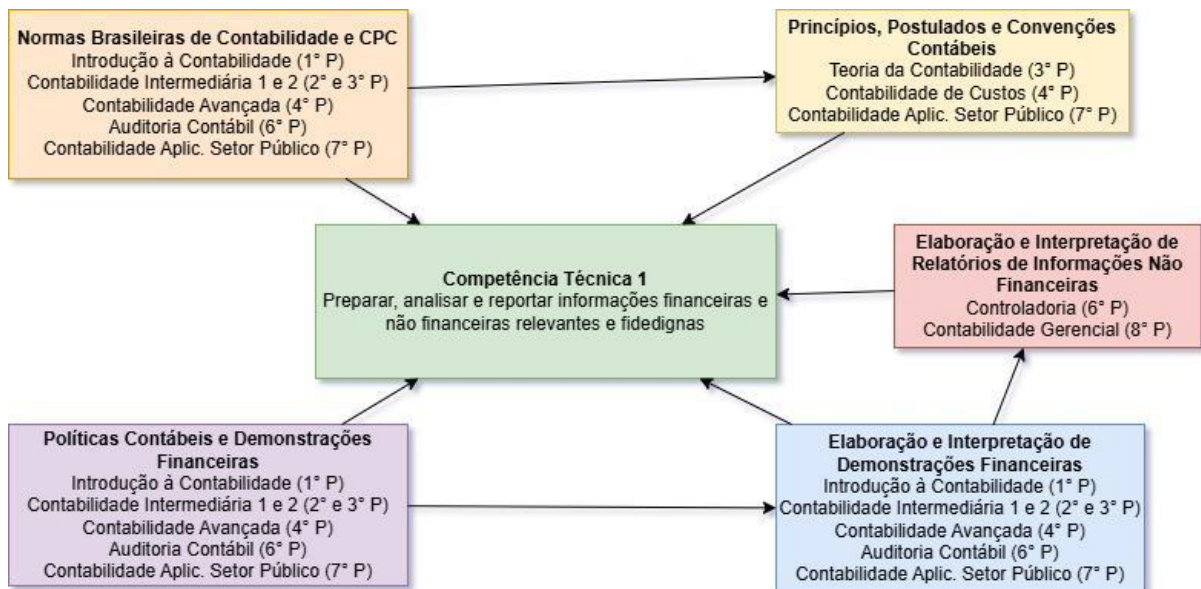 Normas Brasileiras de Contabilidade e CPC
Introdução à Contabilidade (1° P)
Contabilidade Intermediária 1 e 2 (2° e 3° P)
Contabilidade Avançada (4° P)
Auditoria Contábil (6° P)
Contabilidade Aplic. Setor Público (7° P)
Princípios, Postulados e Convenções
Contábeis
Teoria da Contabilidade (3° P)
Contabilidade de Custos (4° P)
Contabilidade Aplic. Setor Público (7° P)
Competência Técnica 1
Preparar, analisar e reportar informações financeiras e
não financeiras relevantes e fidedignas
Elaboração e Interpretação de
Relatórios de Informações Não
Financeiras
Controladoria (6° P)
Contabilidade Gerencial (8° P)
Políticas Contábeis e Demonstrações
Financeiras
Introdução à Contabilidade (1° P)
Contabilidade Intermediária 1 e 2 (2° e 3° P)
Contabilidade Avançada (4° P)
Auditoria Contábil (6° P)
Contabilidade Aplic. Setor Público (7° P)
Elaboração e Interpretação de
Demonstrações Financeiras
Introdução à Contabilidade (1° P)
Contabilidade Intermediária 1 e 2 (2° e 3° P)
Contabilidade Avançada (4° P)
Auditoria Contábil (6° P)
Contabilidade Aplic. Setor Público (7° P)